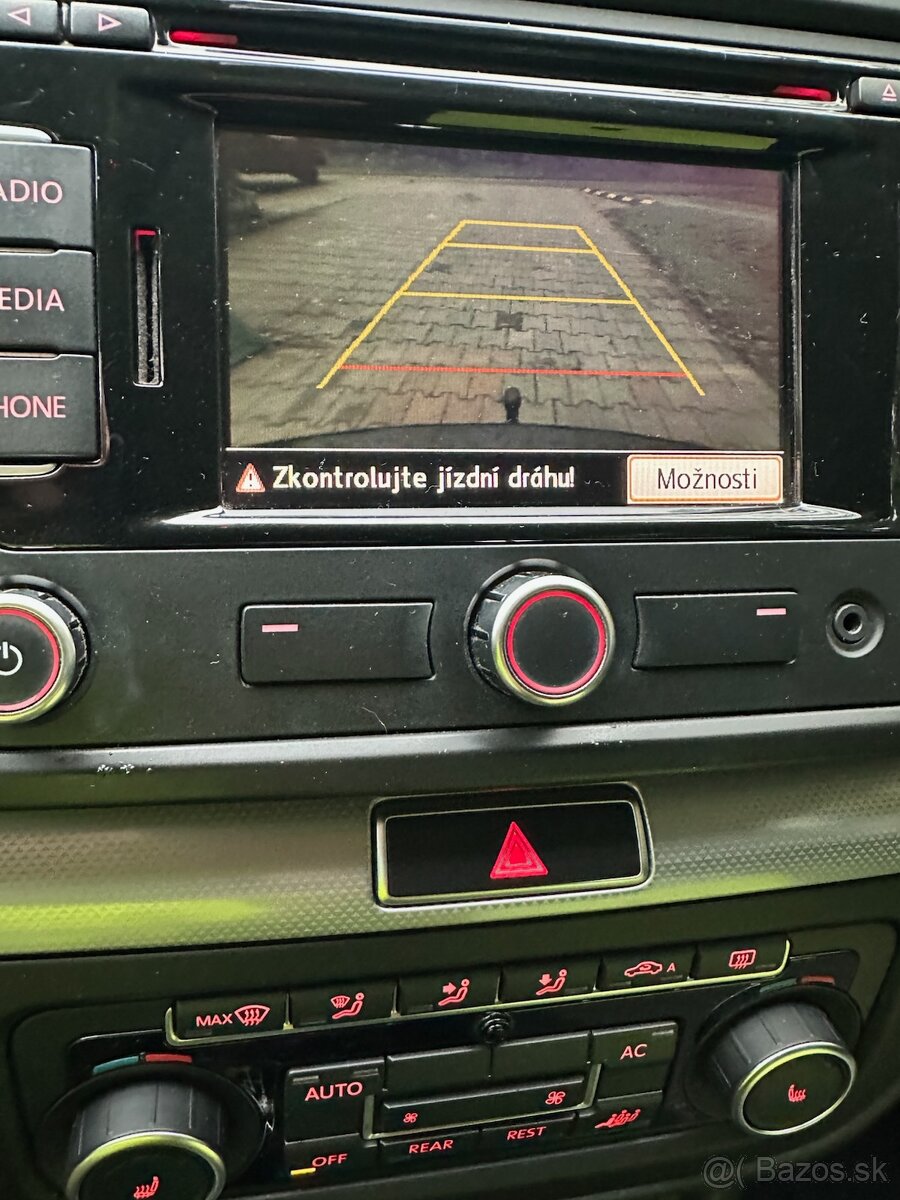 ADIO
EDIA
HONE
Zkontrolujte jízdní dráhu!
Možnosti
MAX
A
AUTO
AC
OFF
REAR
REST
@( Bazos.sk